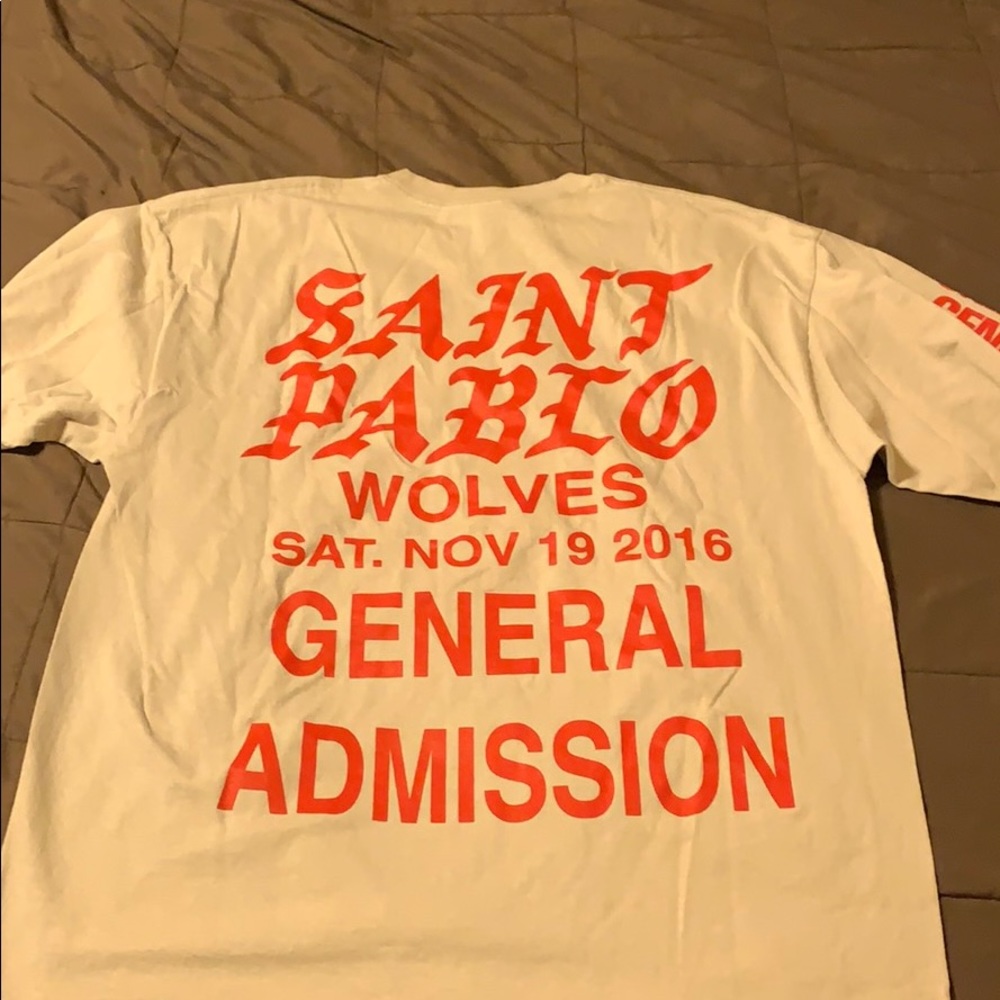 SAINT
PABLO
WOLVES
SAT. NOV 19 2016
GENERAL
ADMISSION